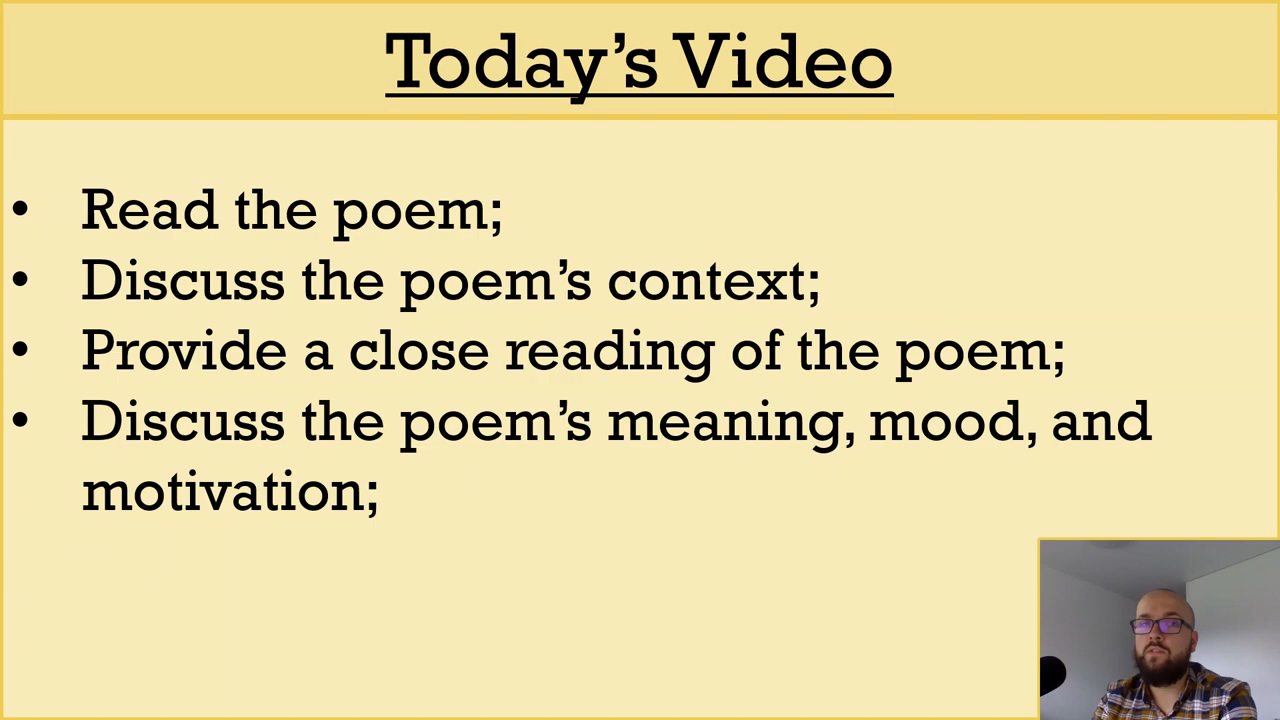 Today’s Video
• Read the poem;
• Discuss the poem’s context;
• Provide a close reading of the poem;
• Discuss the poem’s meaning, mood, and
motivation;